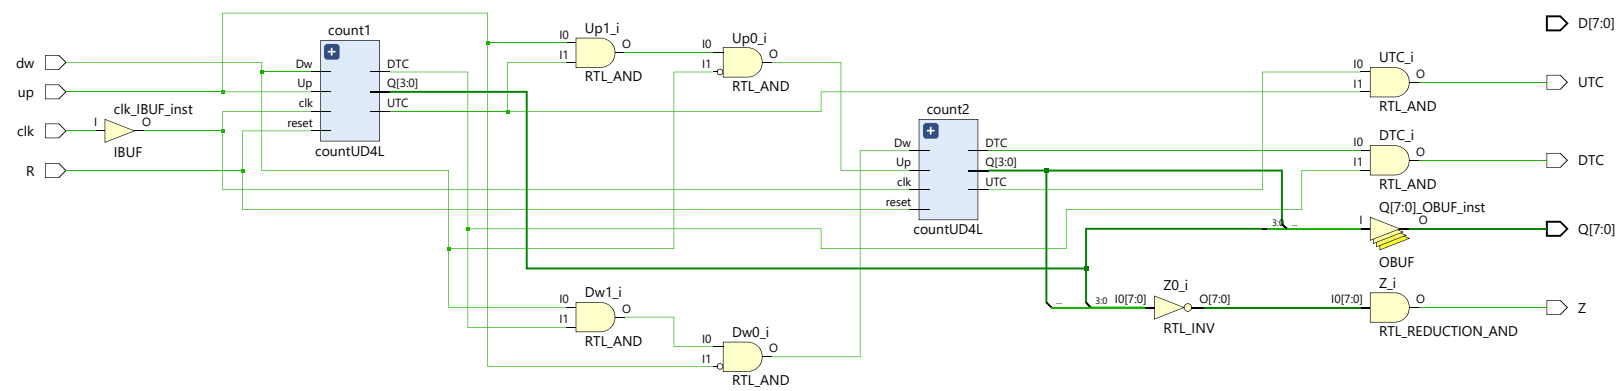 dw
up
clk
R
clk_IBUF_inst
I
O
IBUF
count1
Dw
Up
clk
reset
DTC
Q[3:0]
UTC
countUD4L
Up1_i
I0
I1
O
RTL_AND
Up0_i
I0
I1
O
RTL_AND
Dw1_i
I0
I1
O
RTL_AND
Dw0_i
I0
I1
O
RTL_AND
count2
Dw
Up
clk
reset
DTC
Q[3:0]
UTC
countUD4L
UTC_i
I0
I1
O
RTL_AND
DTC_i
I0
I1
O
RTL_AND
Q[7:0]_OBUF_inst
3:0
...
I
O
OBUF
Z0_i
...
3:0
I0[7:0]
O[7:0]
RTL_INV
Z_i
I0[7:0]
O
RTL_REDUCTION_AND
D[7:0]
UTC
DTC
Q[7:0]
Z